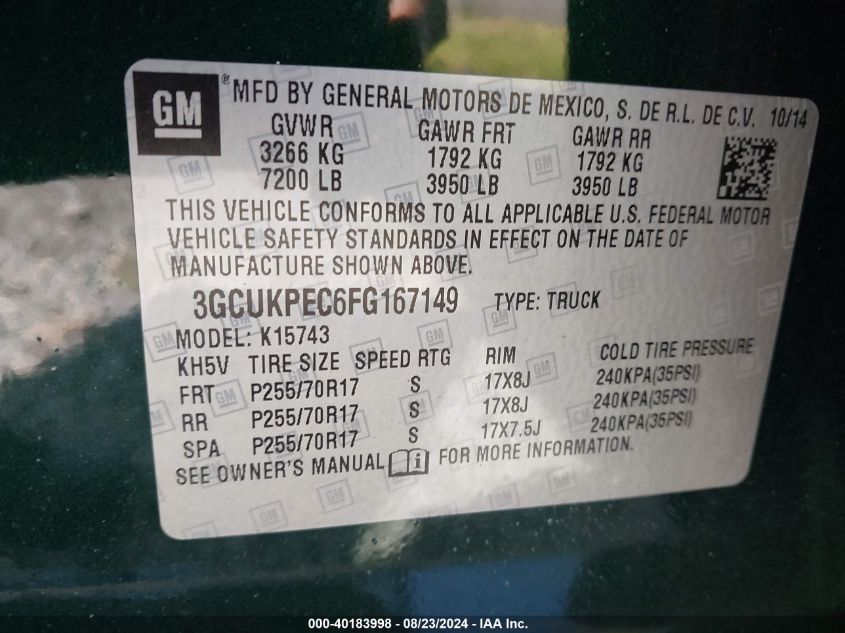 GM ® MFD BY GENERAL MOTORS DE MEXICO, S. DE R.L. DE C.V. 10/14
GVWR GAWR FRT GAWR RR
3266 KG 1792 KG 1792 KG
7200 LB 3950 LB 3950 LB
THIS VEHICLE CONFORMS TO ALL APPLICABLE U.S. FEDERAL MOTOR
VEHICLE SAFETY STANDARDS IN EFFECT ON THE DATE OF
MANUFACTURE SHOWN ABOVE.
3GCUKPEC6FG167149 TYPE: TRUCK
MODEL: K15743
KH5V TIRE SIZE SPEED RTG RIM COLD TIRE PRESSURE
FRT P255/70R17 S 17X8J 240KPA(35PSI)
RR P255/70R17 S 17X8J 240KPA(35PSI)
SPA P255/70R17 S 17X7.5J 240KPA(35PSI)
SEE OWNER'S MANUAL i FOR MORE INFORMATION.
000-40183998 - 08/23/2024 - IAA Inc.